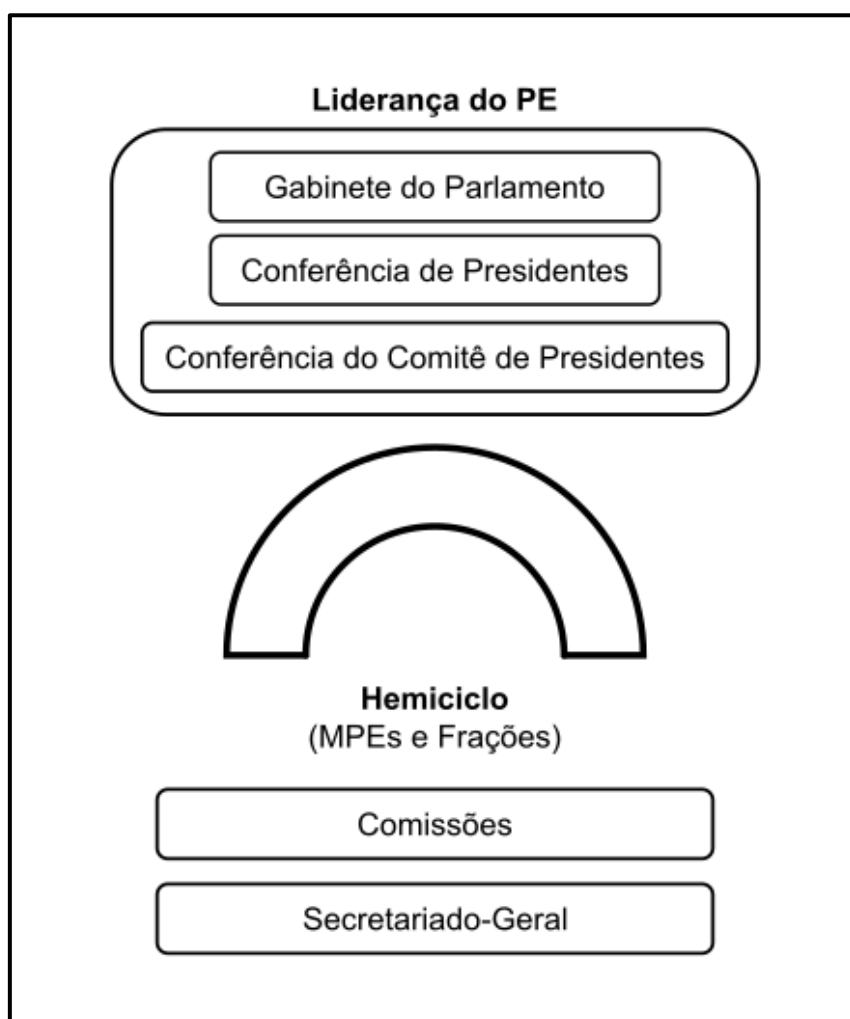 Liderança do PE
Gabinete do Parlamento
Conferência de Presidentes
Conferência do Comitê de Presidentes
Hemiciclo
(MPEs e Frações)
Comissões
Secretariado-Geral